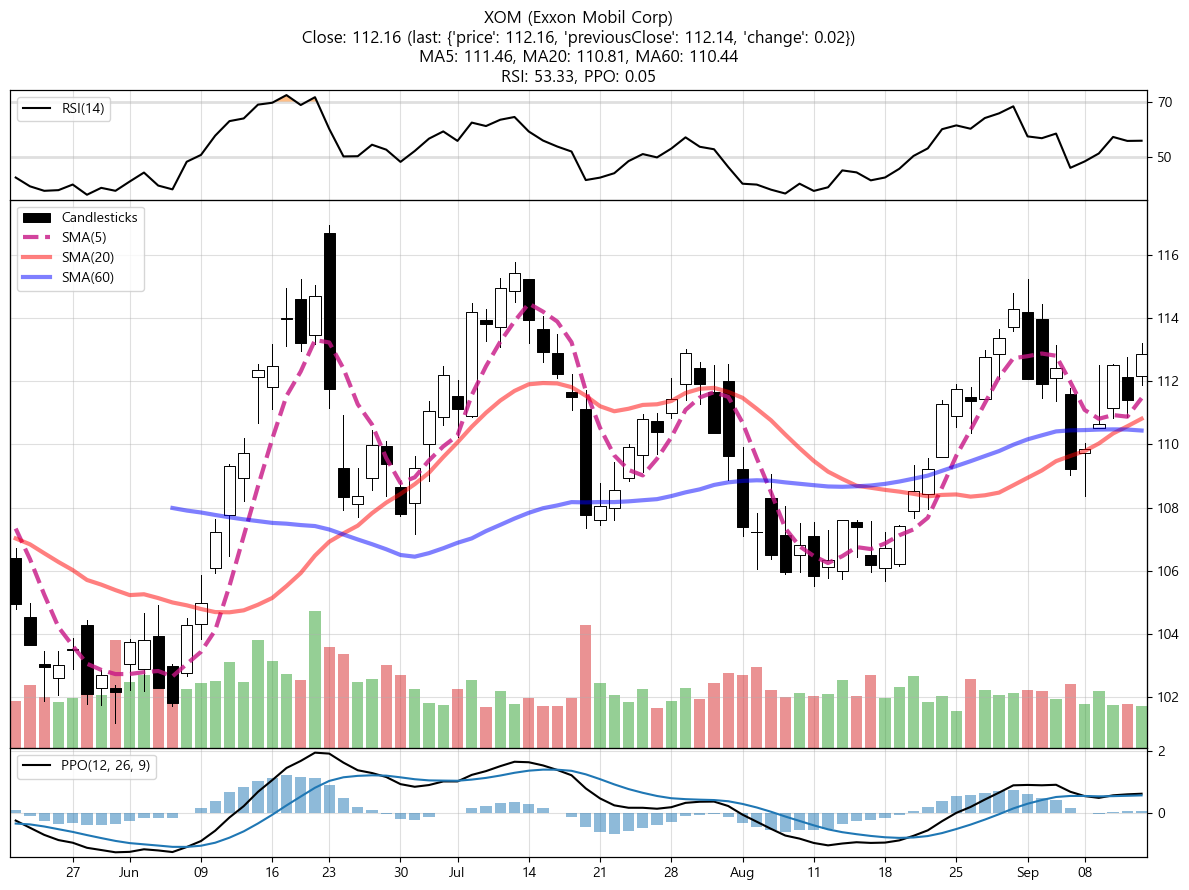 XOM (Exxon Mobil Corp)
Close: 112.16 (last: {'price': 112.16, 'previousClose': 112.14, 'change': 0.02})
MA5: 111.46, MA20: 110.81, MA60: 110.44
RSI: 53.33, PPO: 0.05
RSI(14)
70
50
Candlesticks
SMA(5)
SMA(20)
SMA(60)
116
114
112
110
108
106
104
102
PPO(12, 26, 9)
2
0
27 Jun 09 16 23 30 Jul 14 21 28 Aug 11 18 25 Sep 08